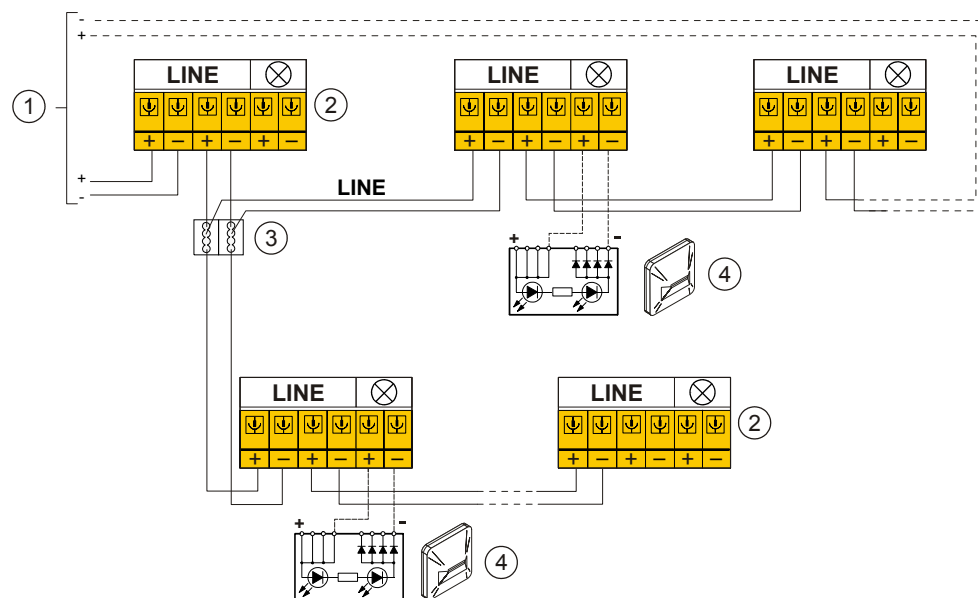 -
+
LINE
LINE
LINE
1
2
+ − + − + −
+ − + − + −
+ − + − + −
+
-
LINE
3
+ -
4
LINE
LINE
2
+ − + − + −
+ − + − + −
+ -
4